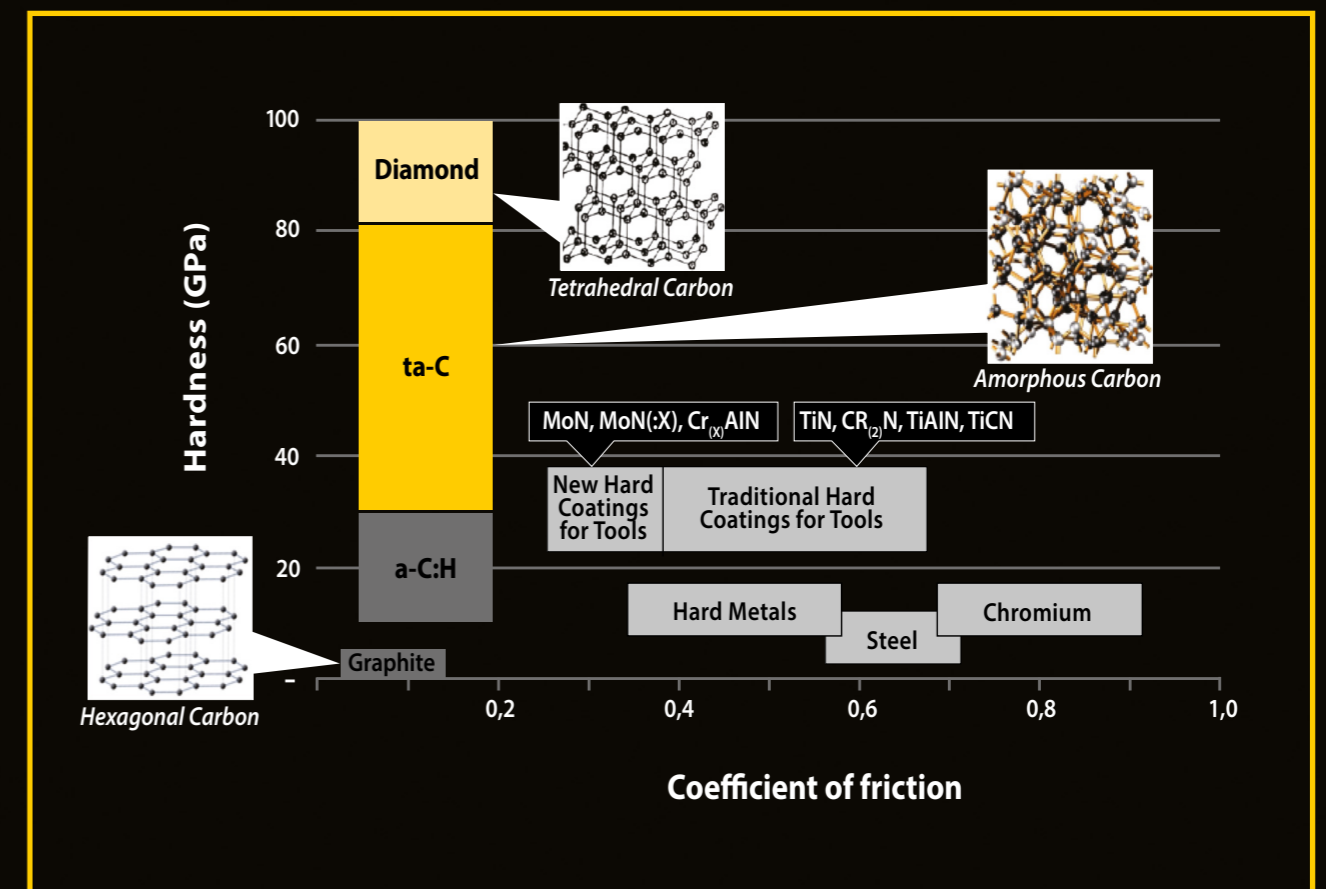 Hardness (GPa)
100
80
60
40
20
–
Diamond
ta-C
a-C:H
Graphite
Tetrahedral Carbon
Amorphous Carbon
Hexagonal Carbon
MoN, MoN(:X), Cr(X)AlN
TiN, CR(2)N, TiAlN, TiCN
New Hard
Coatings
for Tools
Traditional Hard
Coatings for Tools
Hard Metals
Steel
Chromium
0,2
0,4
0,6
0,8
1,0
Coefficient of friction